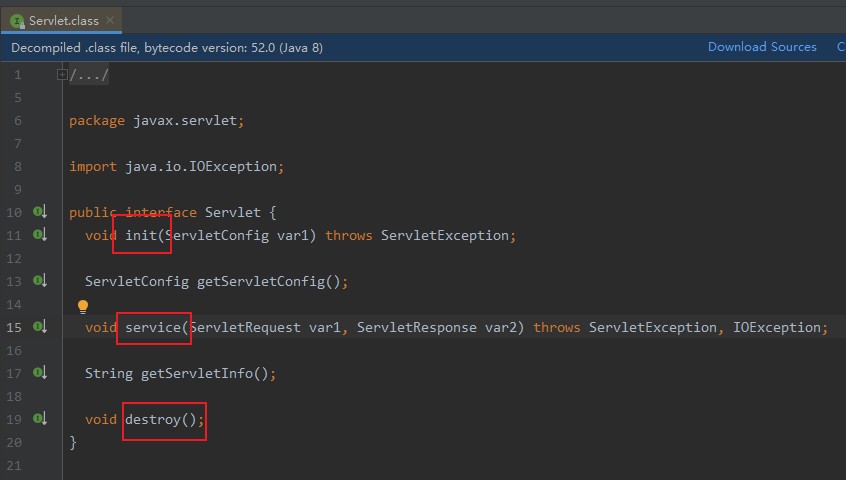 Servlet.class
Decompiled .class file, bytecode version: 52.0 (Java 8) Download Sources C
1 /.../
5
6 package javax.servlet;
7
8 import java.io.IOException;
9
10 public interface Servlet {
11 void init(ServletConfig var1) throws ServletException;
12
13 ServletConfig getServletConfig();
14
15 void service(ServletRequest var1, ServletResponse var2) throws ServletException, IOException;
16
17 String getServletInfo();
18
19 void destroy();
20 }
21